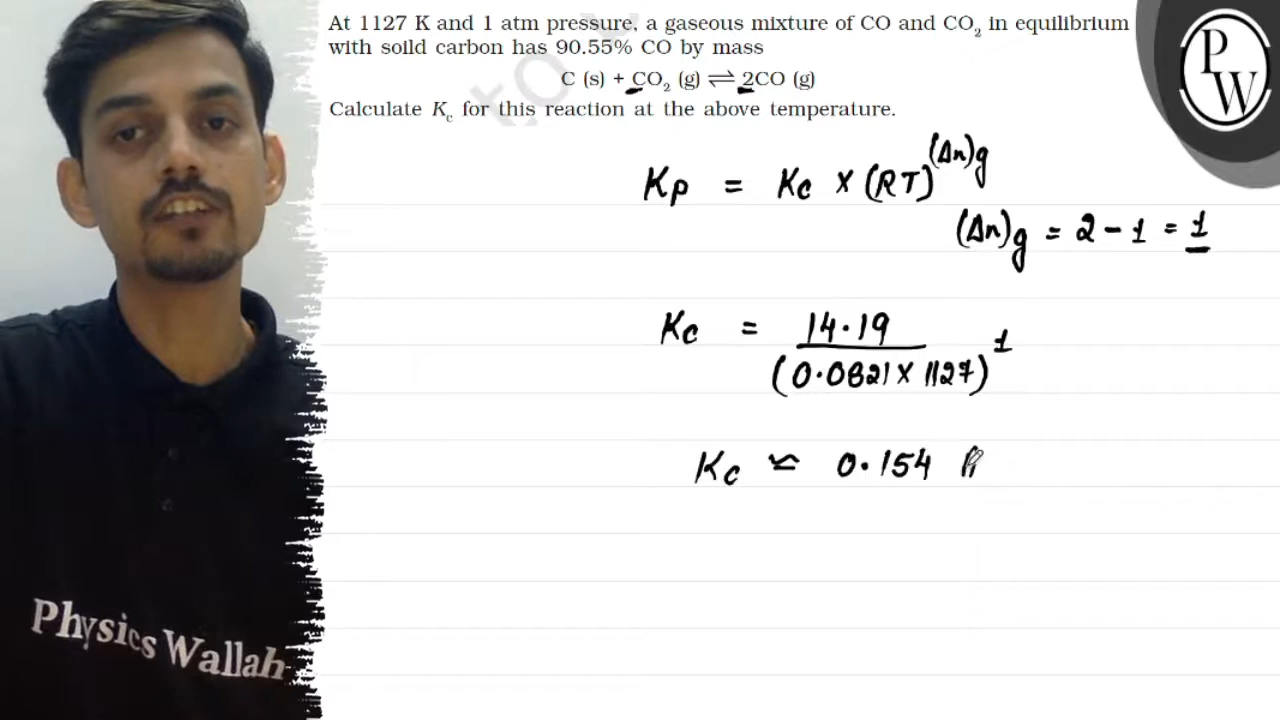 At 1127 K and 1 atm pressure, a gaseous mixture of CO and CO₂ in equilibrium
with soild carbon has 90.55% CO by mass
C (s) + CO₂ (g) ⇌ 2CO (g)
Calculate K_c for this reaction at the above temperature.
PW
Kp = Kc × (RT)^(Δn)g
(Δn)g = 2 - 1 = 1
Kc = 14.19 / (0.0821 × 1127)^1
Kc ≃ 0.154
Physics Wallah